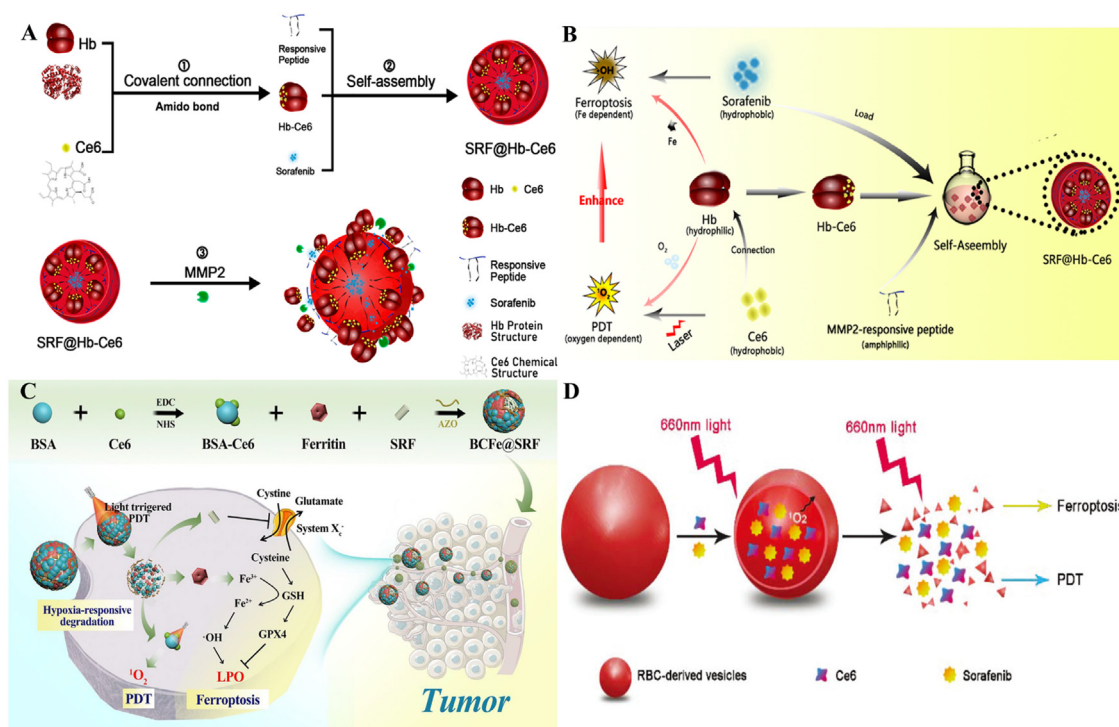 A
Hb
Ce6
①
Covalent connection
Amido bond
Responsive
Peptide
Hb-Ce6
Sorafenib
②
Self-assembly
SRF@Hb-Ce6
Hb
Ce6
Hb-Ce6
Responsive
Peptide
Sorafenib
Hb Protein
Structure
Ce6 Chemical
Structure
SRF@Hb-Ce6
③
MMP2
B
·OH
Ferroptosis
(Fe dependent)
Sorafenib
(hydrophobic)
Load
Fe
Enhance
Hb
(hydrophilic)
Hb-Ce6
Self-Aseembly
SRF@Hb-Ce6
O₂
Connection
¹O₂
PDT
(oxygen dependent)
Laser
Ce6
(hydrophobic)
MMP2-responsive peptide
(amphiphilic)
C
BSA
+
Ce6
EDC
NHS
BSA-Ce6
+
Ferritin
+
SRF
AZO
BCFe@SRF
Light trrigered
PDT
Cystine
Glutamate
System Xc-
Cysteine
Hypoxia-responsive
degradation
Fe³⁺
Fe²⁺
GSH
·OH
GPX4
¹O₂
LPO
PDT
Ferroptosis
Tumor
D
660nm light
660nm light
¹O₂
Ferroptosis
PDT
RBC-derived vesicles
Ce6
Sorafenib